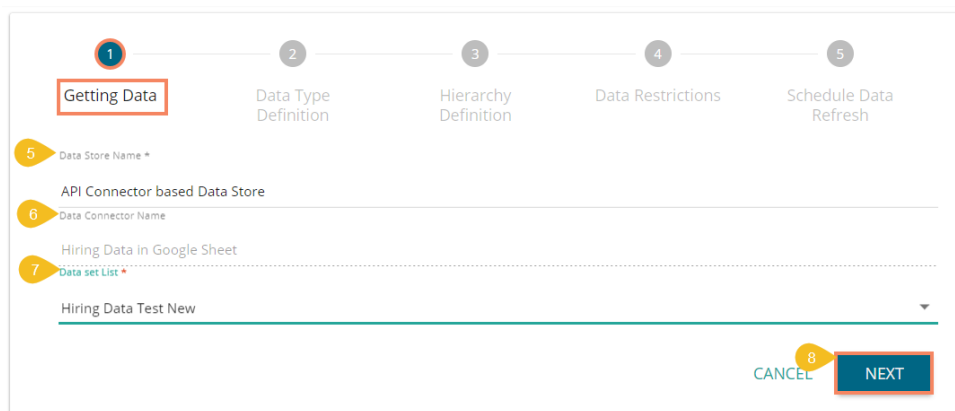 1 2 3 4 5
Getting Data Data Type Hierarchy Data Restrictions Schedule Data
Definition Definition Refresh
5 Data Store Name *
API Connector based Data Store
6 Data Connector Name
Hiring Data in Google Sheet
7 Data set List *
Hiring Data Test New
8
CANCEL NEXT